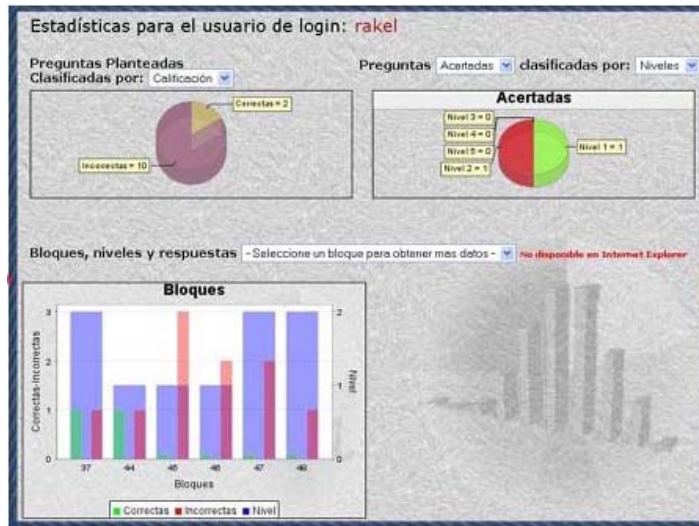 Estadísticas para el usuario de login: rakel
Preguntas Planteadas
Clasificadas por: Calificación
Correctas = 2
Incorrectas = 10
Preguntas Acertadas clasificadas por: Niveles
Acertadas
Nivel 3 = 0
Nivel 4 = 0
Nivel 5 = 0
Nivel 2 = 1
Nivel 1 = 1
Bloques, niveles y respuestas - Seleccione un bloque para obtener mas datos - No disponible en Internet Explorer
Bloques
Correctas-Incorrectas
3
2
1
0
2
1
0
Nivel
37 44 45 46 47 48
Bloques
Correctas Incorrectas Nivel